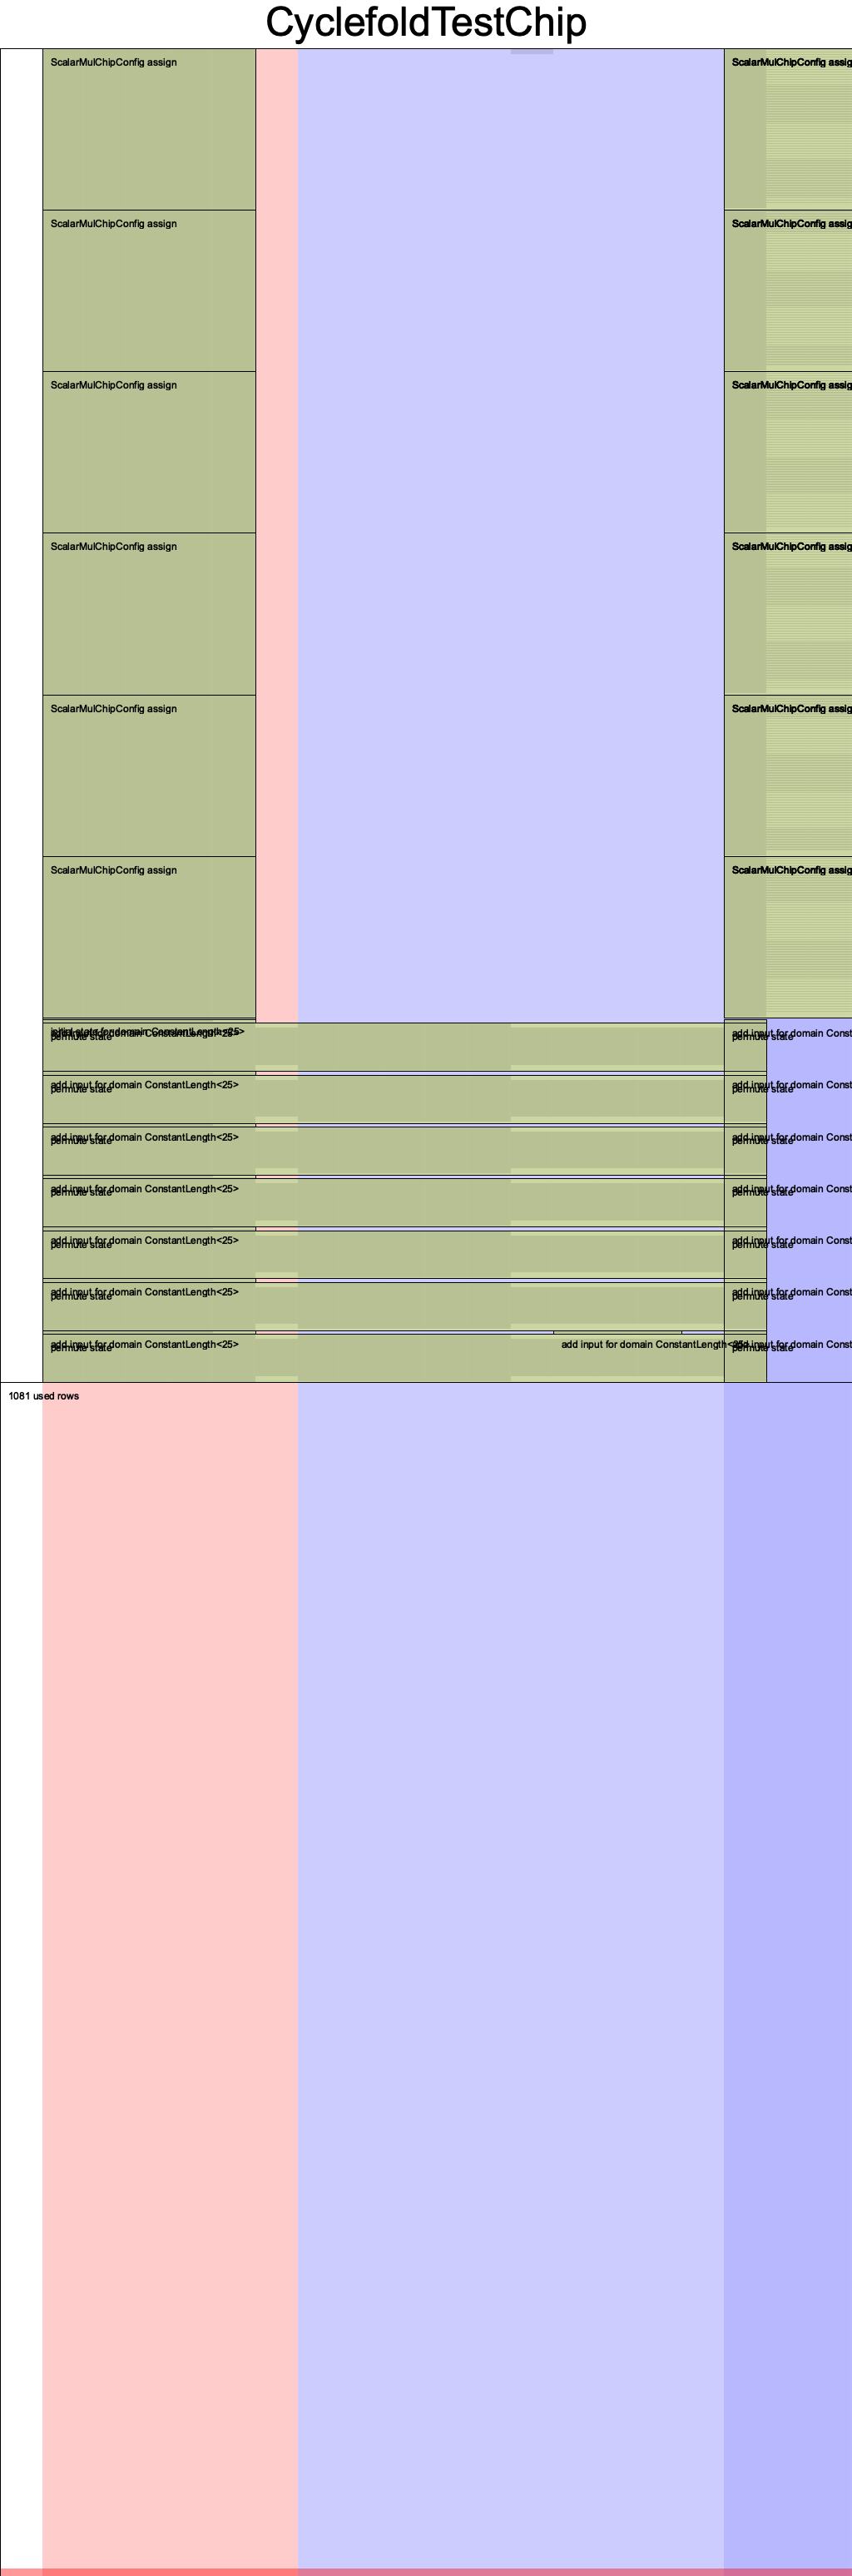 CyclefoldTestChip
ScalarMulChipConfig assign ScalarMulChipConfig assig
ScalarMulChipConfig assign ScalarMulChipConfig assig
ScalarMulChipConfig assign ScalarMulChipConfig assig
ScalarMulChipConfig assign ScalarMulChipConfig assig
ScalarMulChipConfig assign ScalarMulChipConfig assig
ScalarMulChipConfig assign ScalarMulChipConfig assig
initial state for domain ConstantLength<25>
add input for domain ConstantLength<25> add input for domain Const
permute state permute state
add input for domain ConstantLength<25> add input for domain Const
permute state permute state
add input for domain ConstantLength<25> add input for domain Const
permute state permute state
add input for domain ConstantLength<25> add input for domain Const
permute state permute state
add input for domain ConstantLength<25> add input for domain Const
permute state permute state
add input for domain ConstantLength<25> add input for domain Const
permute state permute state
add input for domain ConstantLength<25> add input for domain ConstantLength<25> add input for domain Const
permute state permute state
1081 used rows